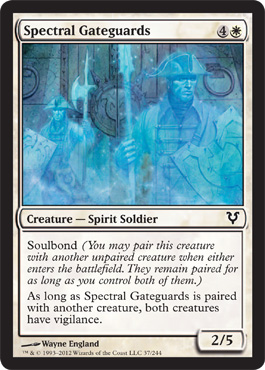 Spectral Gateguards 4
Creature — Spirit Soldier
Soulbond (You may pair this creature
with another unpaired creature when either
enters the battlefield. They remain paired for
as long as you control both of them.)
As long as Spectral Gateguards is paired
with another creature, both creatures
have vigilance.
2/5
Wayne England
™ & © 1993–2012 Wizards of the Coast LLC 37/244